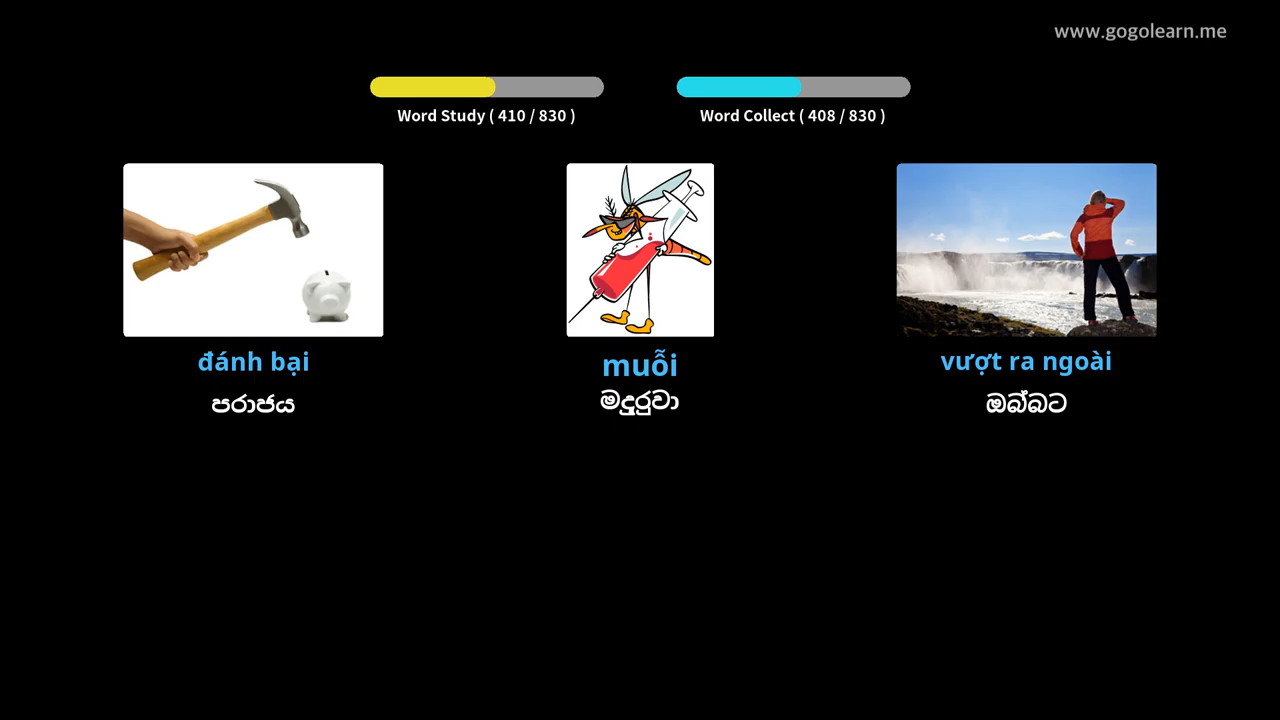 www.gogolearn.me
Word Study ( 410 / 830 )
Word Collect ( 408 / 830 )
đánh bại
muỗi
vượt ra ngoài
පරාජය
මදුරුවා
ඔබ්බට